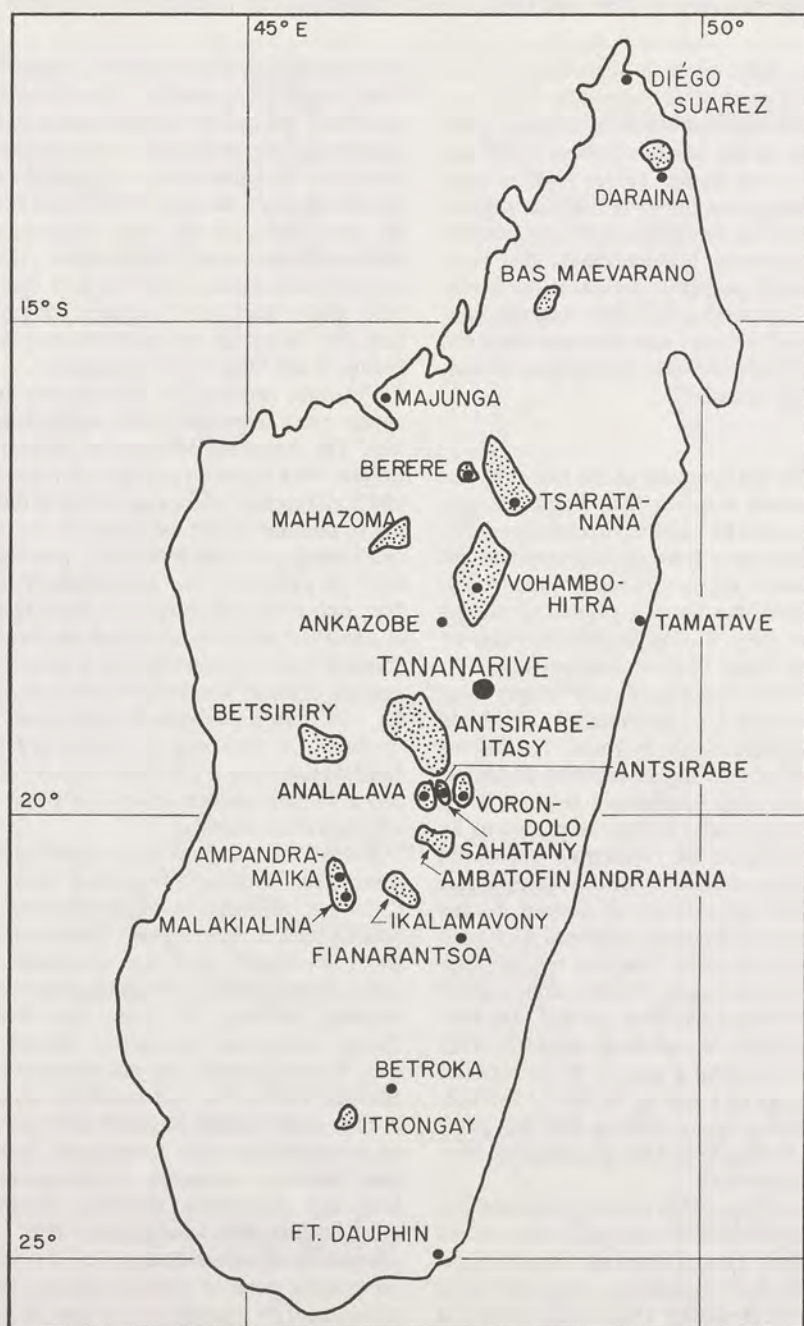 45° E
50°
DIÉGO
SUAREZ
DARAINA
BAS MAEVARANO
15° S
MAJUNGA
BERERE
TSARATA-
NANA
MAHAZOMA
VOHAMBO-
HITRA
ANKAZOBE
TAMATAVE
TANANARIVE
BETSIRIRY
ANTSIRABE-
ITASY
ANTSIRABE
ANALALAVA
VORON-
DOLO
20°
SAHATANY
AMPANDRA-
MAIKA
AMBATOFIN ANDRAHANA
MALAKIALINA
IKALAMAVONY
FIANARANTSOA
BETROKA
ITRONGAY
FT. DAUPHIN
25°